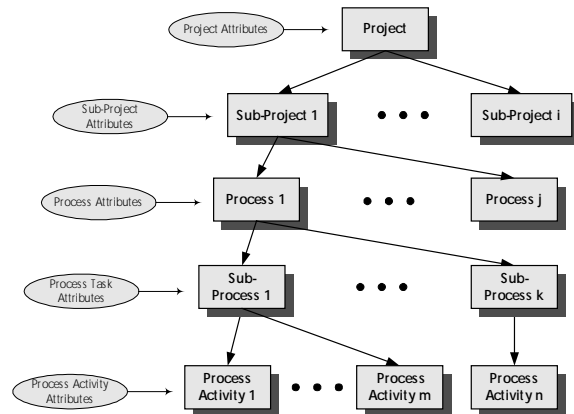 Project Attributes
Project
Sub-Project
Attributes
Sub-Project 1
Sub-Project i
Process Attributes
Process 1
Process j
Process Task
Attributes
Sub-
Process 1
Sub-
Process k
Process Activity
Attributes
Process
Activity 1
Process
Activity m
Process
Activity n